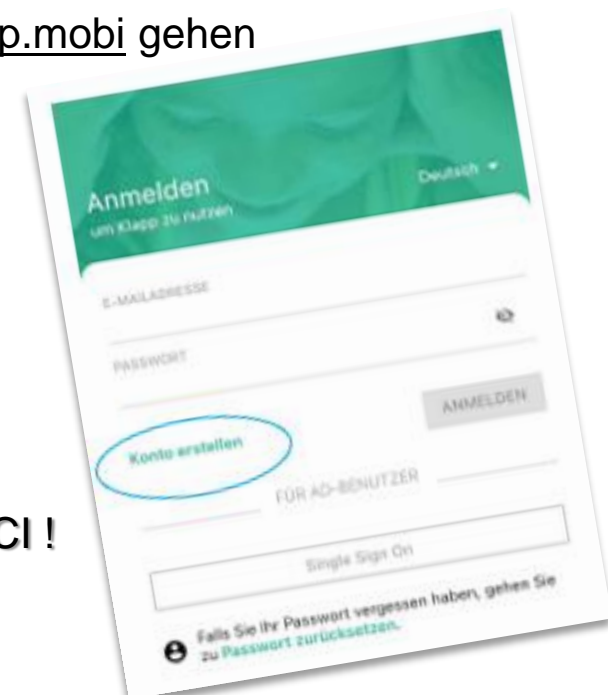 p.mobi gehen
Anmelden
Deutsch
um Klapp zu nutzen
E-MAILADRESSE
PASSWORT
ANMELDEN
Konto erstellen
FÜR AD-BENUTZER
CI !
Single Sign On
Falls Sie Ihr Passwort vergessen haben, gehen Sie
zu Passwort zurücksetzen.